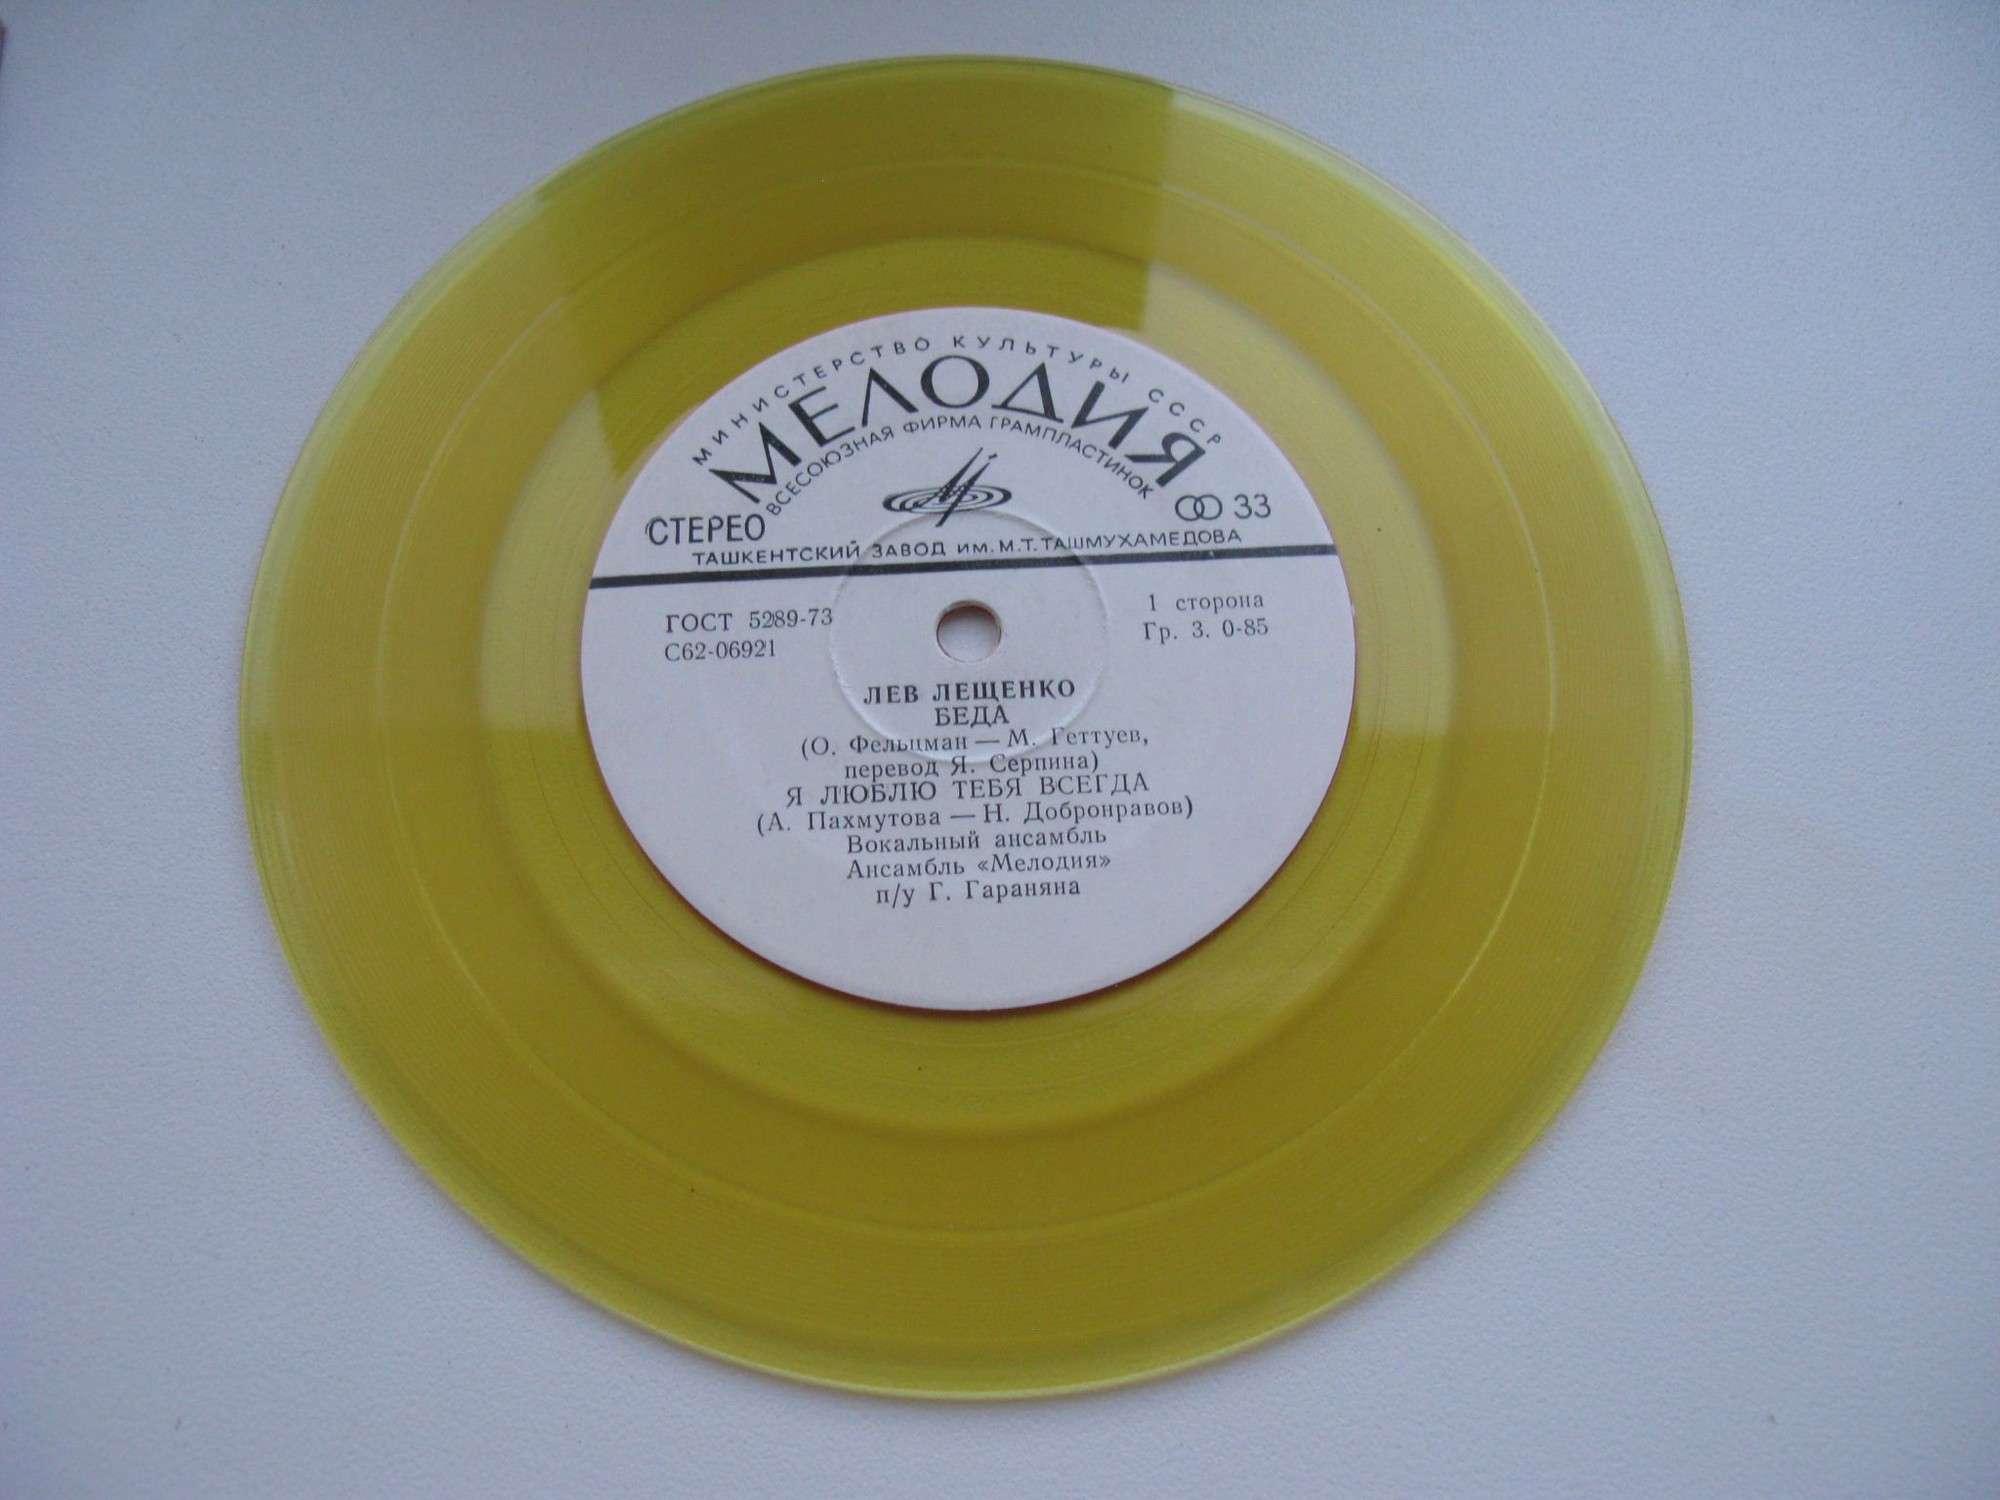 МИНИСТЕРСТВО КУЛЬТУРЫ СССР
МЕЛОДИЯ
ВСЕСОЮЗНАЯ ФИРМА ГРАМПЛАСТИНОК
СТЕРЕО
33
ТАШКЕНТСКИЙ ЗАВОД ИМ. М.Т. ТАШМУХАМЕДОВА
ГОСТ 5289-73
С62-06921
1 сторона
Гр. 3. 0-85
ЛЕВ ЛЕЩЕНКО
БЕДА
(О. Фельцман — М. Геттуев,
перевод Я. Серпина)
Я ЛЮБЛЮ ТЕБЯ ВСЕГДА
(А. Пахмутова — Н. Добронравов)
Вокальный ансамбль
Ансамбль «Мелодия»
п/у Г. Гараняна